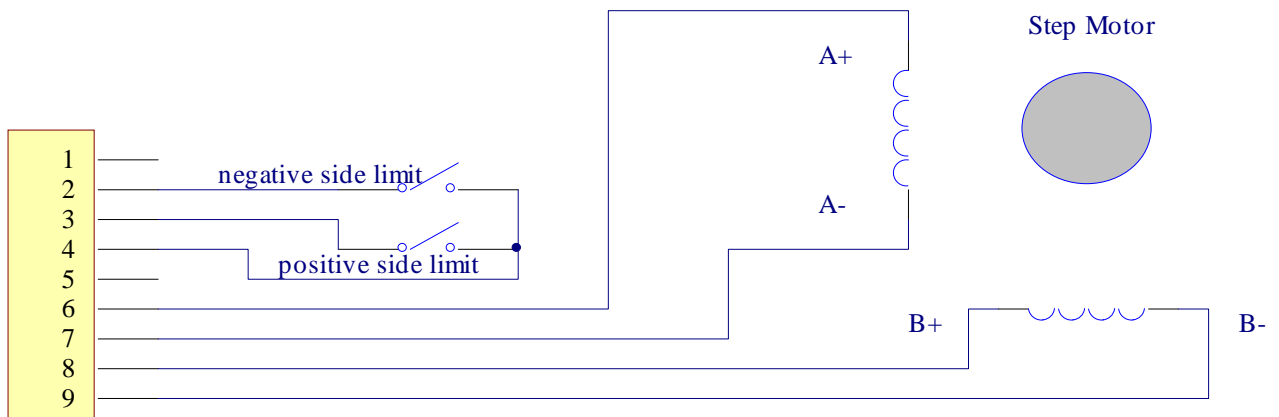 Step Motor
A+
1
negative side limit
2
3
A-
4
positive side limit
5
6
B+
B-
7
8
9